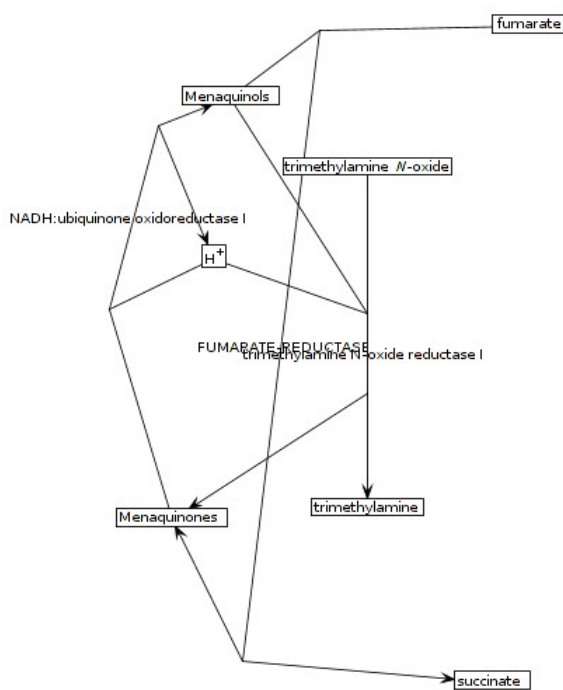 fumarate
Menaquinols
trimethylamine N-oxide
NADH:ubiquinone oxidoreductase I
H+
FUMARATE-REDUCTASE
trimethylamine N-oxide reductase I
trimethylamine
Menaquinones
succinate